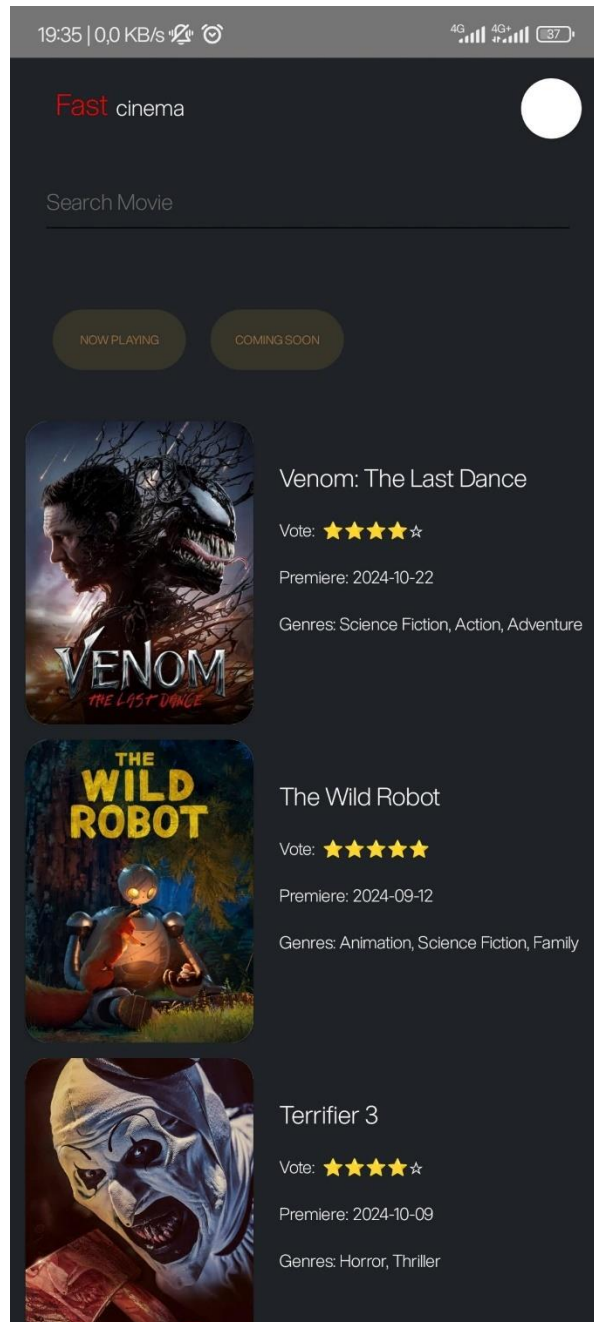 19:35 | 0,0 KB/s
4G 4G+ 37
Fast cinema
Search Movie
NOW PLAYING COMING SOON
VENOM
THE LAST DANCE
Venom: The Last Dance
Vote: ⭐⭐⭐⭐☆
Premiere: 2024-10-22
Genres: Science Fiction, Action, Adventure
THE
WILD
ROBOT
The Wild Robot
Vote: ⭐⭐⭐⭐⭐
Premiere: 2024-09-12
Genres: Animation, Science Fiction, Family
Terrifier 3
Vote: ⭐⭐⭐⭐☆
Premiere: 2024-10-09
Genres: Horror, Thriller